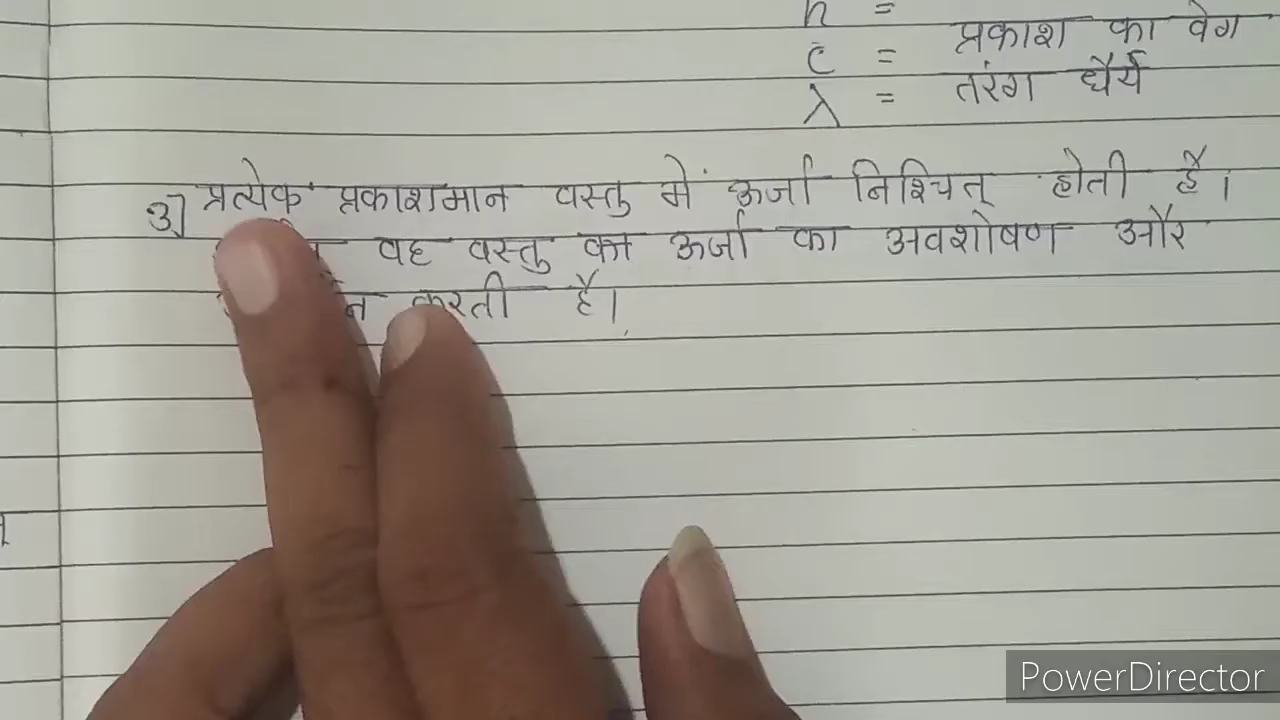 h =
c = प्रकाश का वेग
λ = तरंग धैर्य
3] प्रत्येक प्रकाशमान वस्तु में ऊर्जा निश्चित् होती है।
वह वस्तु का ऊर्जा का अवशोषण और
करती है।
PowerDirector